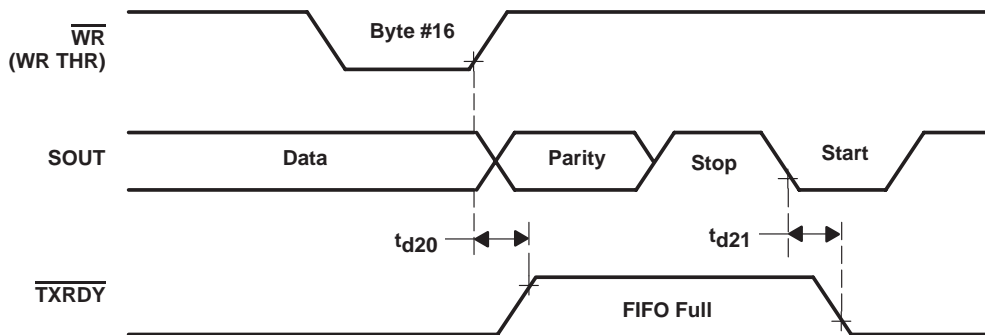 WR
(WR THR)
Byte #16
SOUT
Data
Parity
Stop
Start
td20
td21
TXRDY
FIFO Full